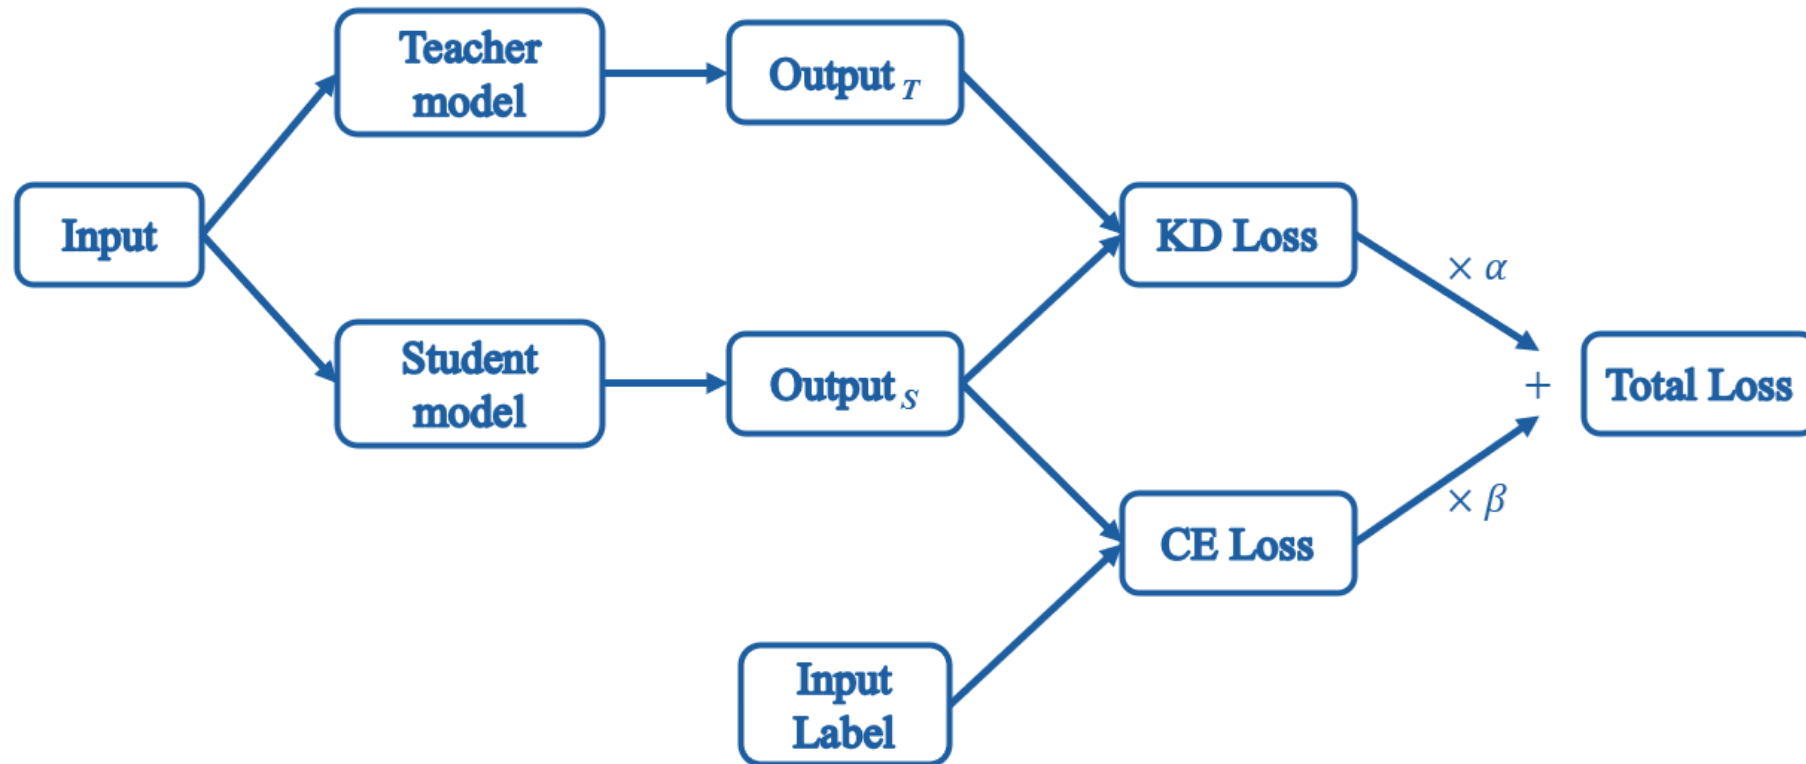 Teacher
model
Output T
Input
KD Loss
× α
Student
model
Output S
+
Total Loss
× β
CE Loss
Input
Label